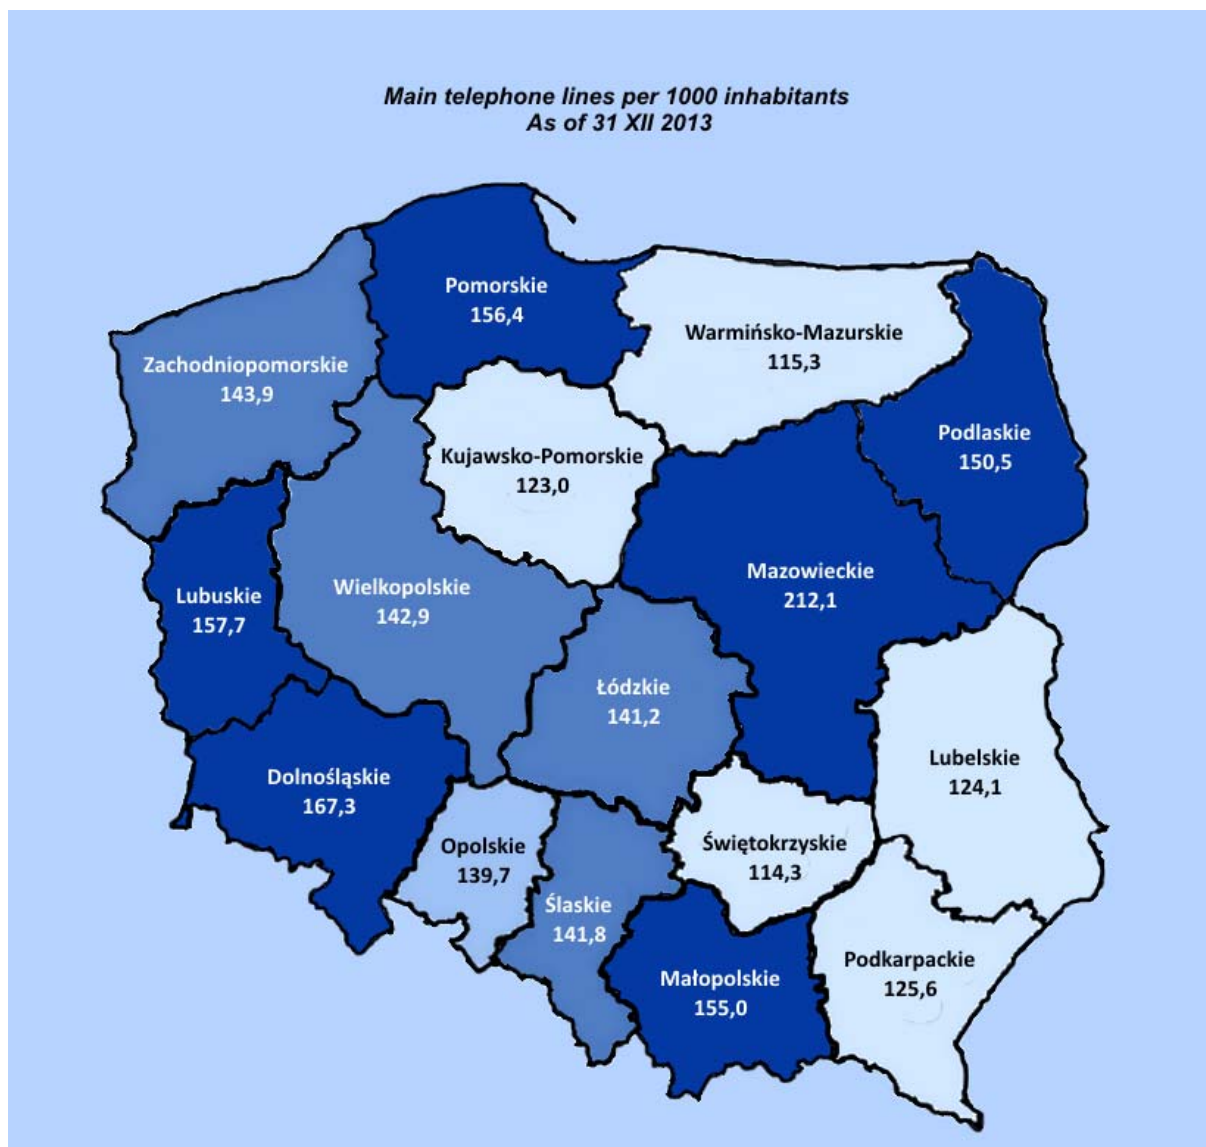 Main telephone lines per 1000 inhabitants
As of 31 XII 2013
Pomorskie
156,4
Warmińsko-Mazurskie
115,3
Zachodniopomorskie
143,9
Podlaskie
150,5
Kujawsko-Pomorskie
123,0
Mazowieckie
212,1
Wielkopolskie
142,9
Lubuskie
157,7
Łódzkie
141,2
Lubelskie
124,1
Dolnośląskie
167,3
Opolskie
139,7
Świętokrzyskie
114,3
Ślaskie
141,8
Podkarpackie
125,6
Małopolskie
155,0